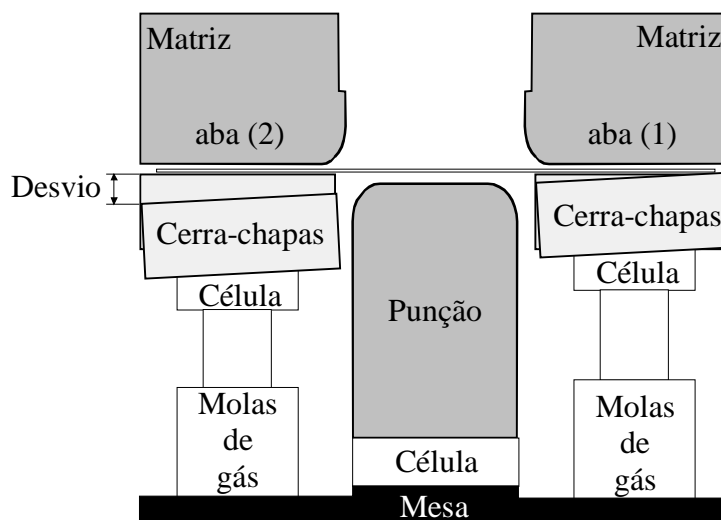 Matriz
Matriz
aba (2)
aba (1)
Desvio
Cerra-chapas
Cerra-chapas
Célula
Célula
Punção
Molas
de
gás
Molas
de
gás
Célula
Mesa